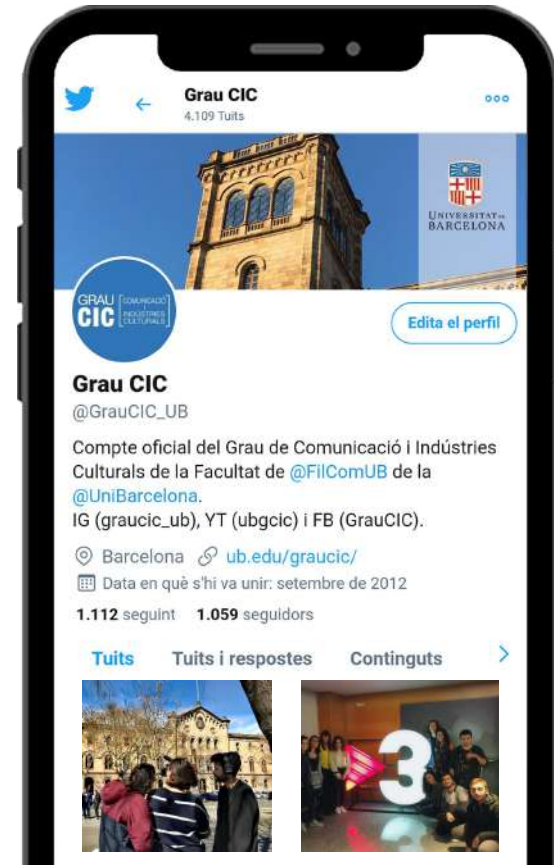 Grau CIC
4.109 Tuits
UNIVERSITAT DE
BARCELONA
GRAU
CIC
COMUNICACIÓ
I
INDÚSTRIES
CULTURALS
Edita el perfil
Grau CIC
@GrauCIC_UB
Compte oficial del Grau de Comunicació i Indústries
Culturals de la Facultat de @FilComUB de la
@UniBarcelona.
IG (graucic_ub), YT (ubgcic) i FB (GrauCIC).
Barcelona ub.edu/graucic/
Data en què s'hi va unir: setembre de 2012
1.112 seguint 1.059 seguidors
Tuits Tuits i respostes Continguts
3